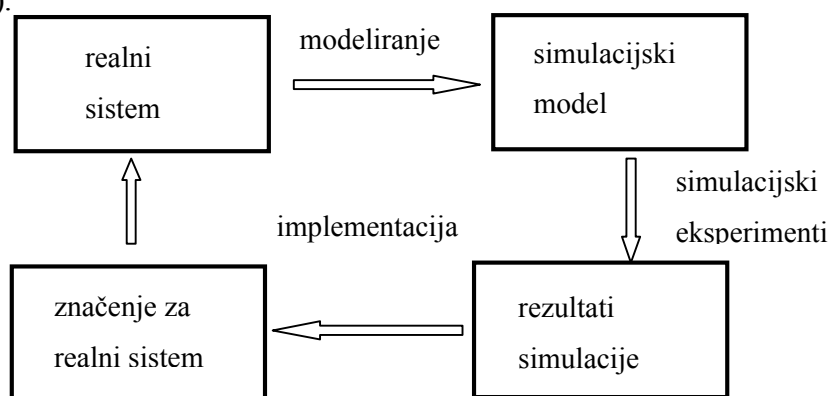 ).
realni
sistem
modeliranje
simulacijski
model
simulacijski
eksperimenti
implementacija
značenje za
realni sistem
rezultati
simulacije